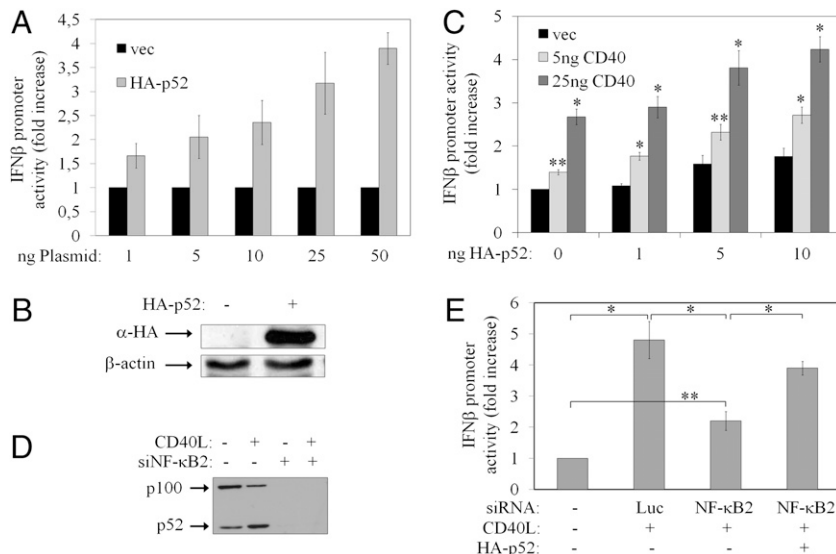 A
IFNβ promoter
activity (fold increase)
4,5
4
3,5
3
2,5
2
1,5
1
0,5
0
vec
HA-p52
ng Plasmid: 1 5 10 25 50
B
HA-p52: - +
α-HA
β-actin
D
CD40L: - + - +
siNF-κB2: - - + +
p100
p52
C
IFNβ promoter activity
(fold increase)
5
4
3
2
1
0
vec
5ng CD40
25ng CD40
** * * * ** * * *
ng HA-p52: 0 1 5 10
E
IFNβ promoter
activity (fold increase)
6
5
4
3
2
1
0
* * *
**
siRNA: - Luc NF-κB2 NF-κB2
CD40L: - + + +
HA-p52: +